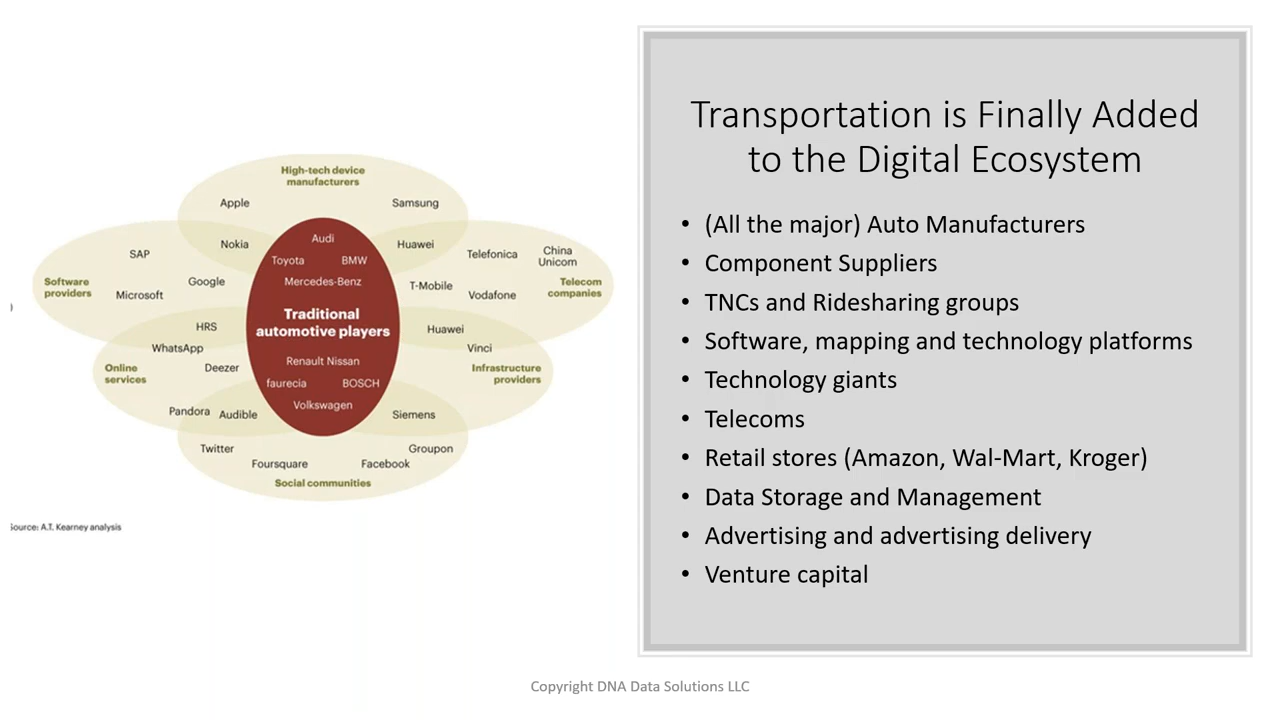 High-tech device
manufacturers
Apple
Samsung
Nokia
Audi
Huawei
Toyota
BMW
Mercedes-Benz
SAP
Google
Software
providers
Microsoft
Telefonica
China
Unicom
T-Mobile
Vodafone
Telecom
companies
Traditional
automotive players
HRS
WhatsApp
Deezer
Online
services
Pandora
Audible
Huawei
Vinci
Infrastructure
providers
Renault Nissan
faurecia
BOSCH
Volkswagen
Siemens
Twitter
Groupon
Foursquare
Facebook
Social communities
Source: A.T. Kearney analysis
Transportation is Finally Added
to the Digital Ecosystem
• (All the major) Auto Manufacturers
• Component Suppliers
• TNCs and Ridesharing groups
• Software, mapping and technology platforms
• Technology giants
• Telecoms
• Retail stores (Amazon, Wal-Mart, Kroger)
• Data Storage and Management
• Advertising and advertising delivery
• Venture capital
Copyright DNA Data Solutions LLC